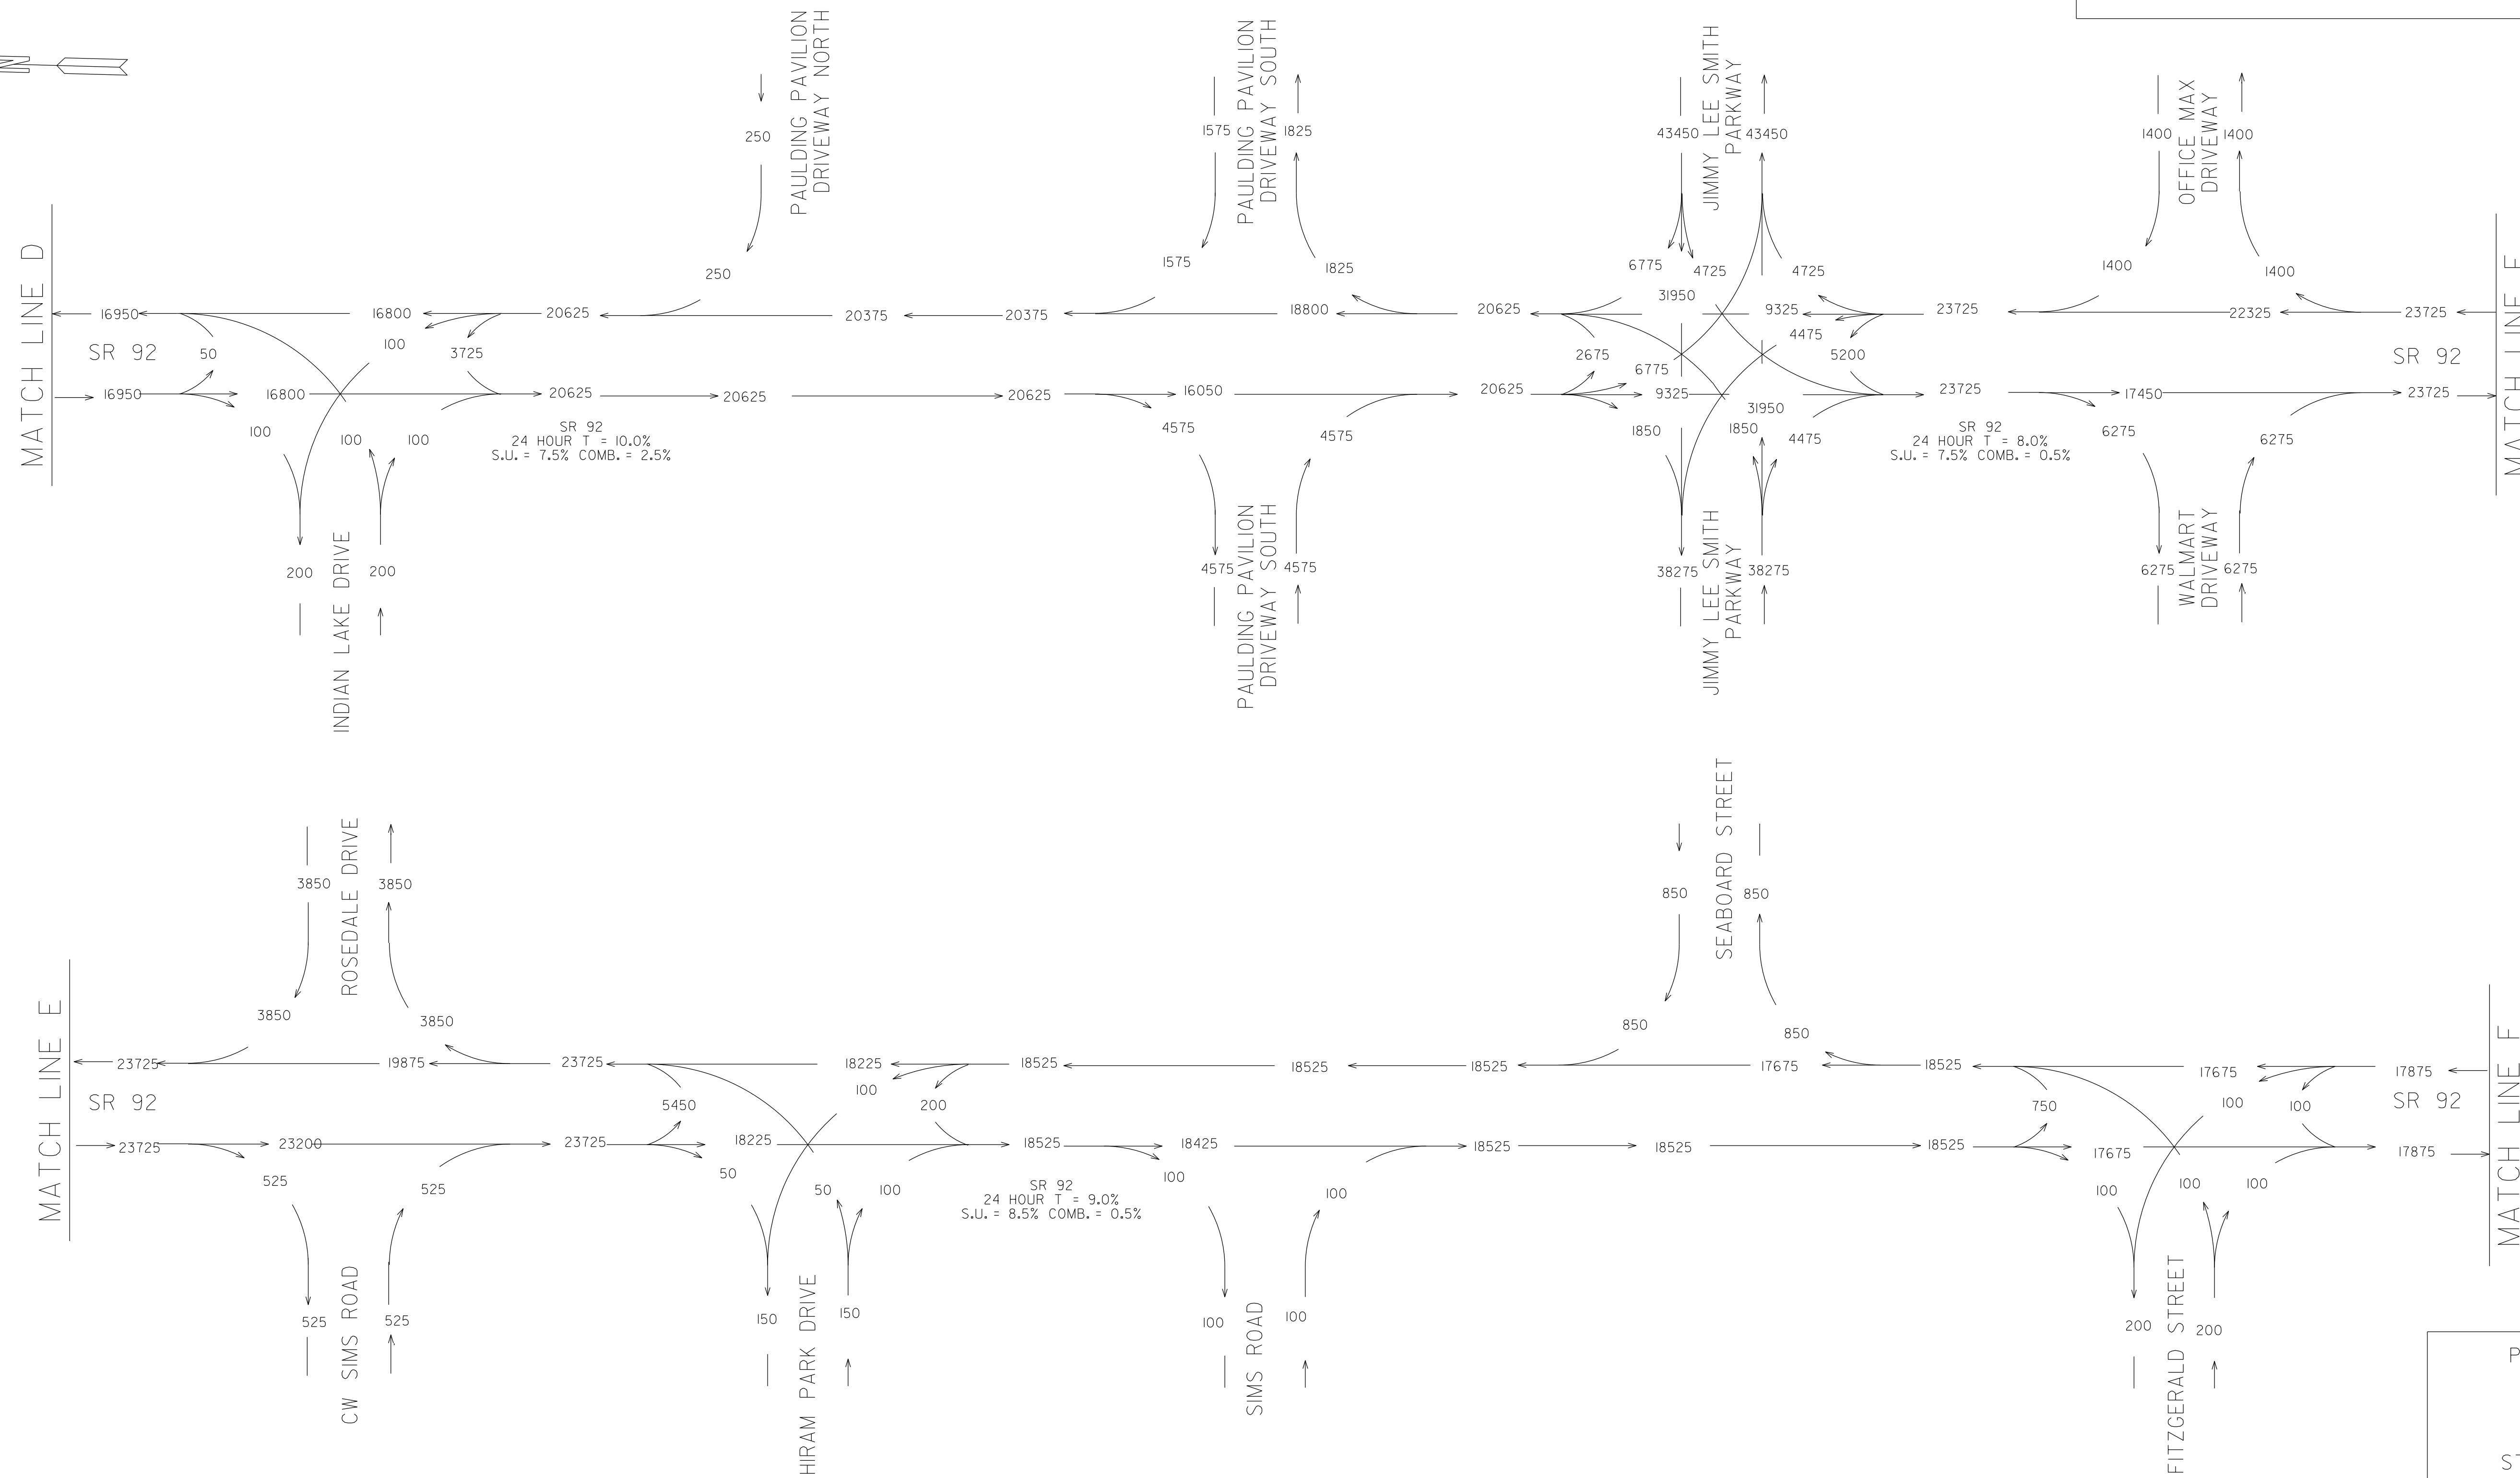 N
PAULDING PAVILION
DRIVEWAY NORTH
250
250
PAULDING PAVILION
DRIVEWAY SOUTH
1575
1825
1575
1825
JIMMY LEE SMITH
PARKWAY
43450
43450
OFFICE MAX
DRIVEWAY
1400
1400
1400
1400
MATCH LINE D
16950
16800
20625
20375
20375
18800
20625
6775
4725
31950
9325
4725
23725
22325
23725
SR 92
50
100
3725
2675
6775
4475
5200
SR 92
16950
16800
20625
20625
20625
16050
20625
9325
31950
23725
17450
23725
100
100
100
SR 92
24 HOUR T = 10.0%
S.U. = 7.5% COMB. = 2.5%
4575
4575
1850
1850
4475
SR 92
24 HOUR T = 8.0%
S.U. = 7.5% COMB. = 0.5%
6275
6275
200
200
INDIAN LAKE DRIVE
4575
4575
PAULDING PAVILION
DRIVEWAY SOUTH
38275
38275
JIMMY LEE SMITH
PARKWAY
6275
6275
WALMART
DRIVEWAY
MATCH LINE E
ROSEDALE DRIVE
3850
3850
3850
3850
SEABOARD STREET
850
850
850
850
MATCH LINE E
23725
19875
23725
18225
18525
18525
18525
17675
18525
17675
17875
SR 92
5450
100
200
750
100
100
SR 92
23725
23200
23725
18225
18525
18425
18525
18525
18525
17675
17875
525
525
50
50
100
SR 92
24 HOUR T = 9.0%
S.U. = 8.5% COMB. = 0.5%
100
100
100
100
100
525
525
CW SIMS ROAD
150
150
HIRAM PARK DRIVE
100
100
SIMS ROAD
200
200
FITZGERALD STREET
MATCH LINE F
P
ST